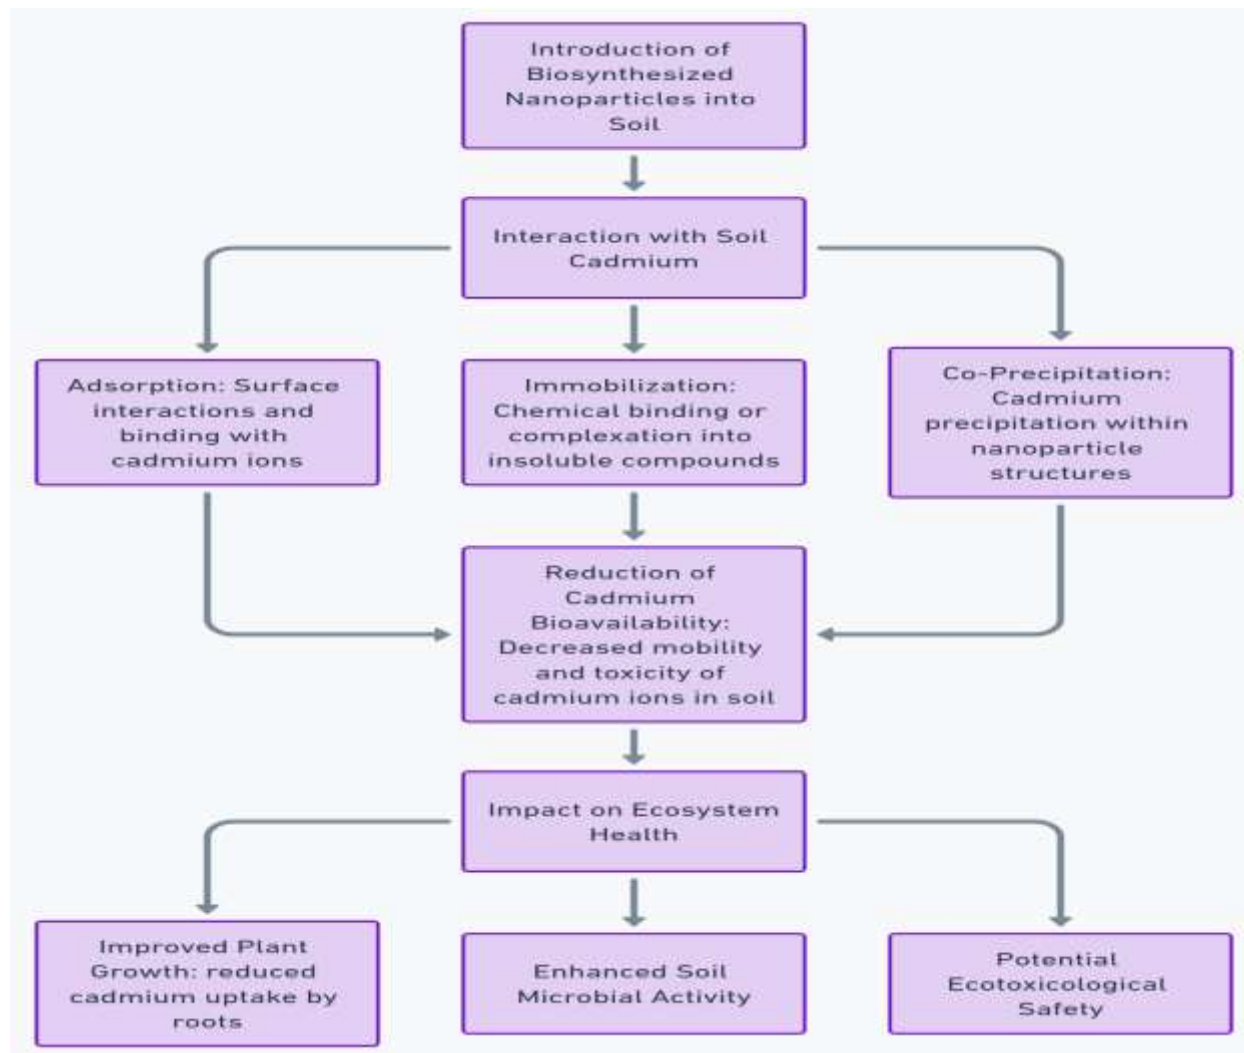 Introduction of
Biosynthesized
Nanoparticles into
Soil
Interaction with Soil
Cadmium
Adsorption: Surface
interactions and
binding with
cadmium ions
Immobilization:
Chemical binding or
complexation into
insoluble compounds
Co-Precipitation:
Cadmium
precipitation within
nanoparticle
structures
Reduction of
Cadmium
Bioavailability:
Decreased mobility
and toxicity of
cadmium ions in soil
Impact on Ecosystem
Health
Improved Plant
Growth: reduced
cadmium uptake by
roots
Enhanced Soil
Microbial Activity
Potential
Ecotoxicological
Safety